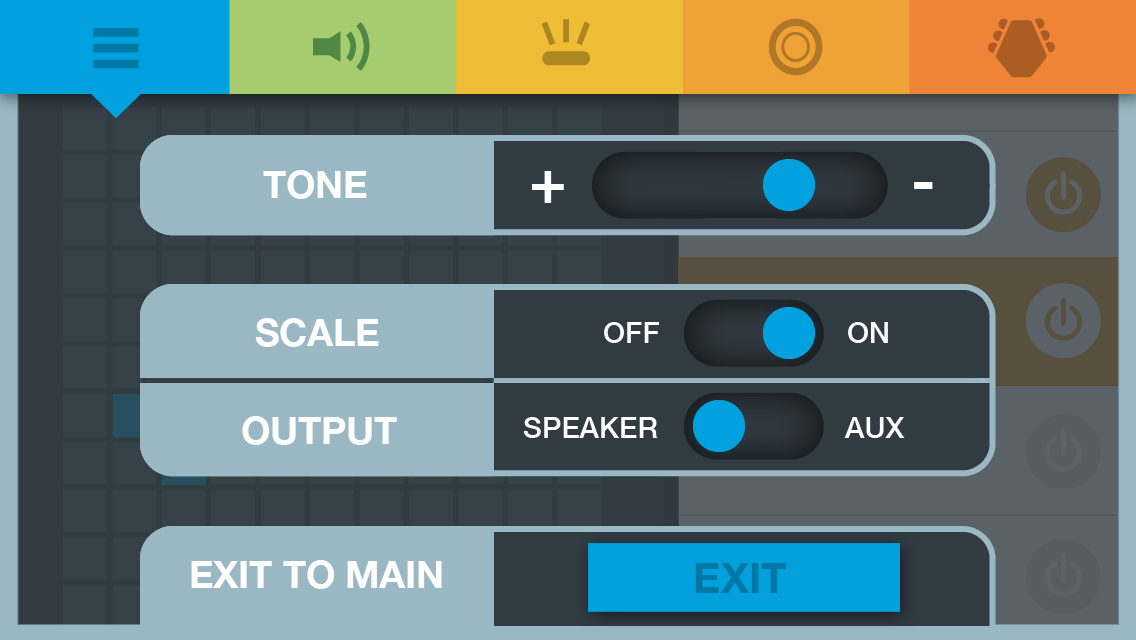 TONE + -
SCALE OFF ON
OUTPUT SPEAKER AUX
EXIT TO MAIN EXIT